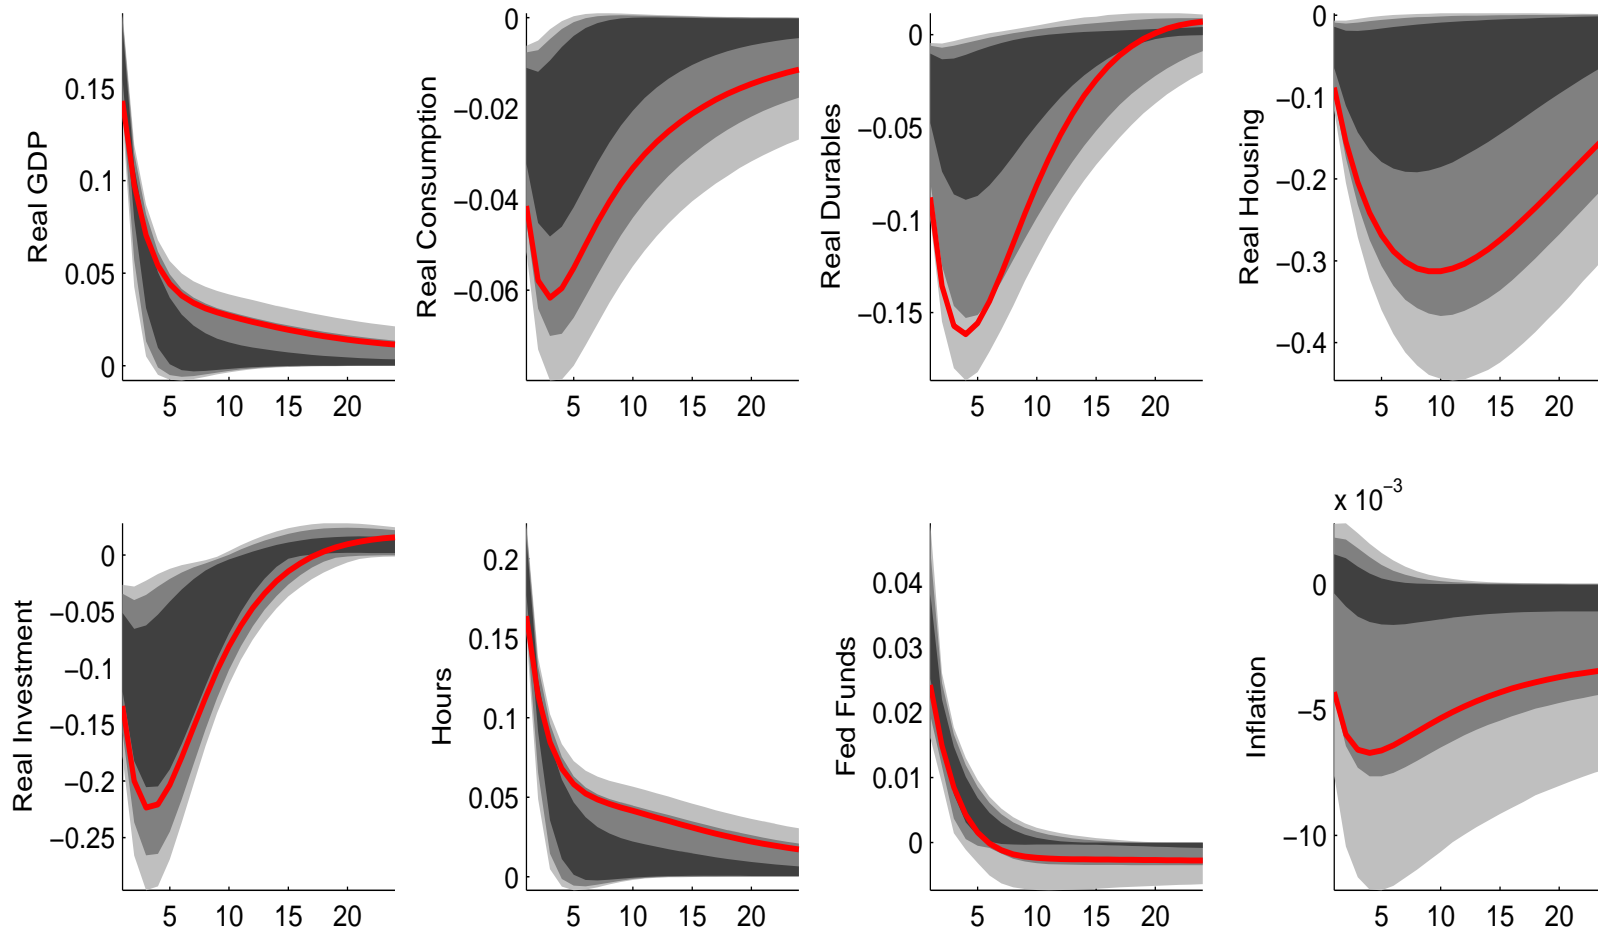 Real GDP
0.15
0.1
0.05
0
5 10 15 20
Real Consumption
0
−0.02
−0.04
−0.06
5 10 15 20
Real Durables
0
−0.05
−0.1
−0.15
5 10 15 20
Real Housing
0
−0.1
−0.2
−0.3
−0.4
5 10 15 20
Real Investment
0
−0.05
−0.1
−0.15
−0.2
−0.25
5 10 15 20
Hours
0.2
0.15
0.1
0.05
0
5 10 15 20
Fed Funds
0.04
0.03
0.02
0.01
0
5 10 15 20
Inflation
x 10−3
0
−5
−10
5 10 15 20